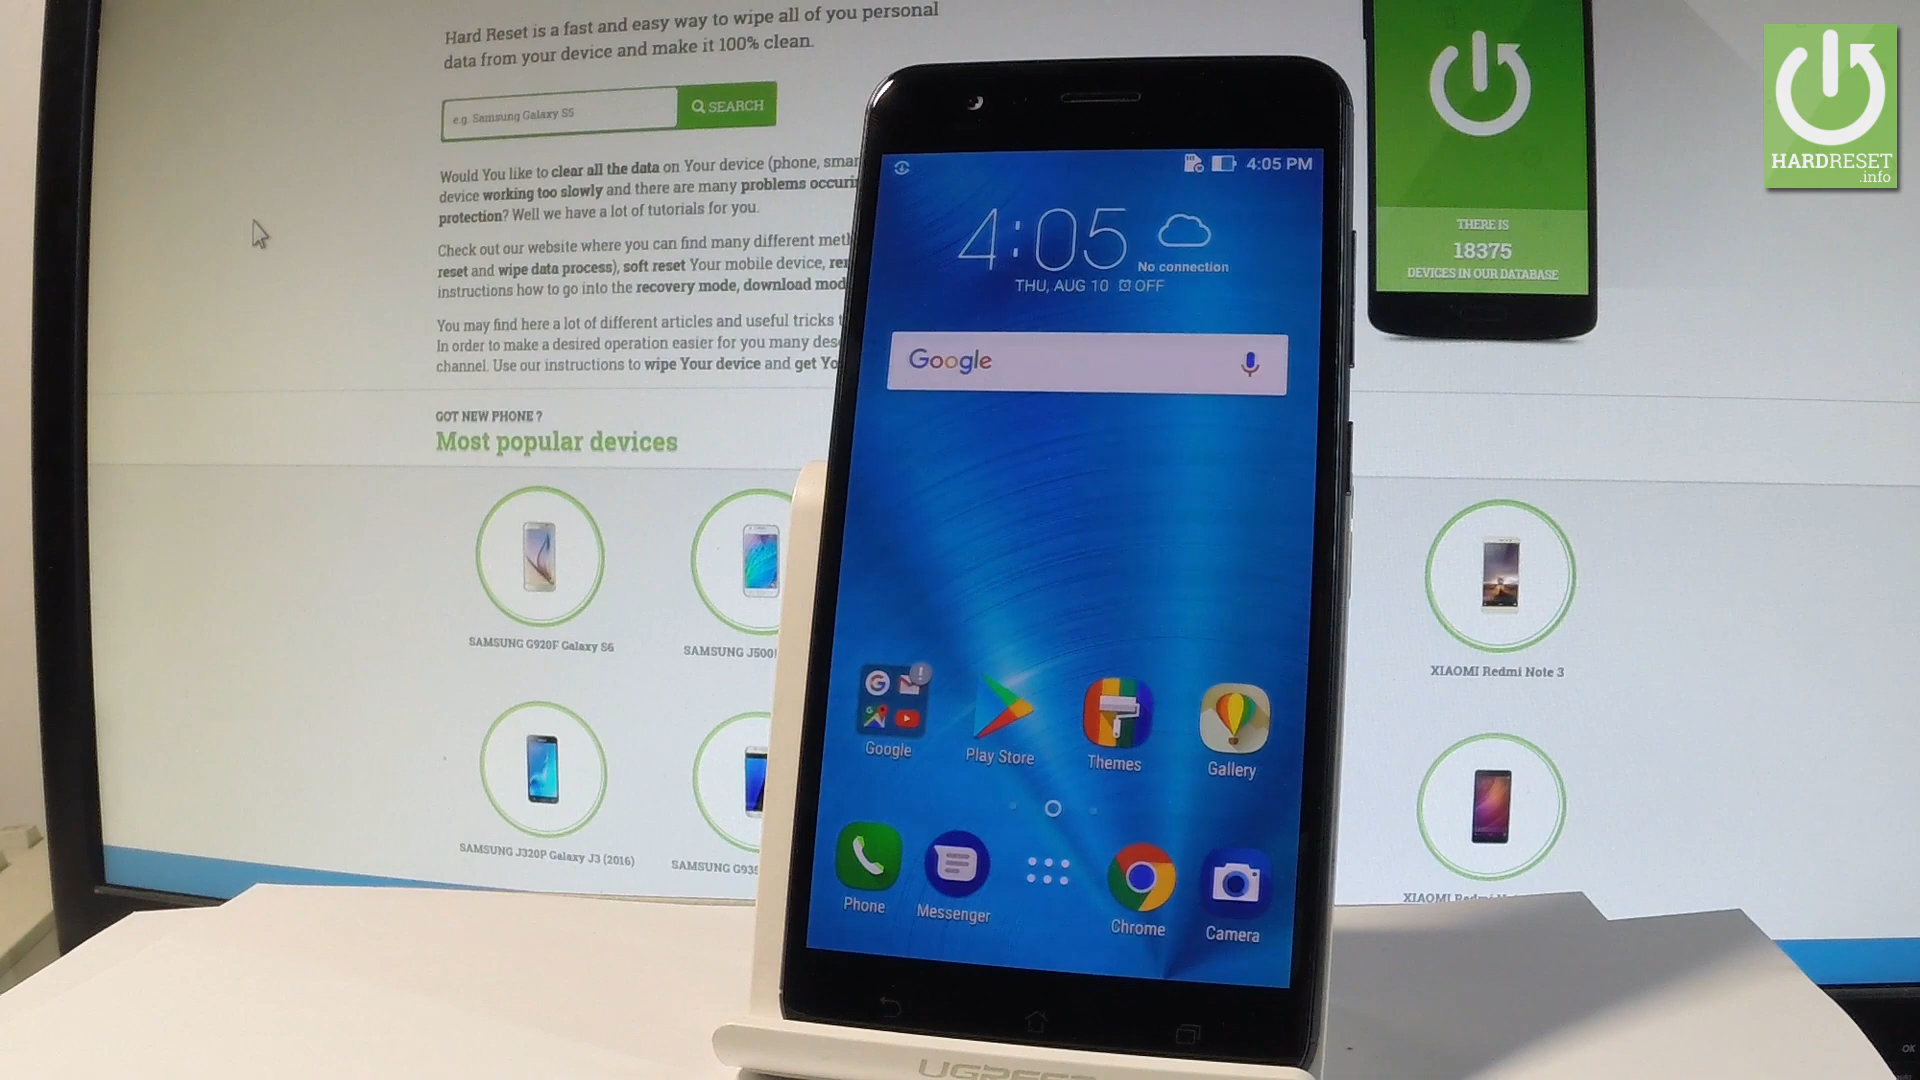 Hard Reset is a fast and easy way to wipe all of you personal
data from your device and make it 100% clean.
e.g. Samsung Galaxy S5
SEARCH
Would You like to clear all the data on Your device (phone, smar
device working too slowly and there are many problems occuri
protection? Well we have a lot of tutorials for you.
Check out our website where you can find many different met
reset and wipe data process), soft reset Your mobile device, re
instructions how to go into the recovery mode, download mod
You may find here a lot of different articles and useful tricks t
In order to make a desired operation easier for you many des
channel. Use our instructions to wipe Your device and get Yo
GOT NEW PHONE ?
Most popular devices
SAMSUNG G920F Galaxy S6
SAMSUNG J500
SAMSUNG J320P Galaxy J3 (2016)
SAMSUNG G935
4:05 PM
4:05
No connection
THU, AUG 10 OFF
Google
Google
Play Store
Themes
Gallery
Phone
Messenger
Chrome
Camera
UGREEN
THERE IS
18375
DEVICES IN OUR DATABASE
XIAOMI Redmi Note 3
XIAOMI
HARDRESET
.info
OK